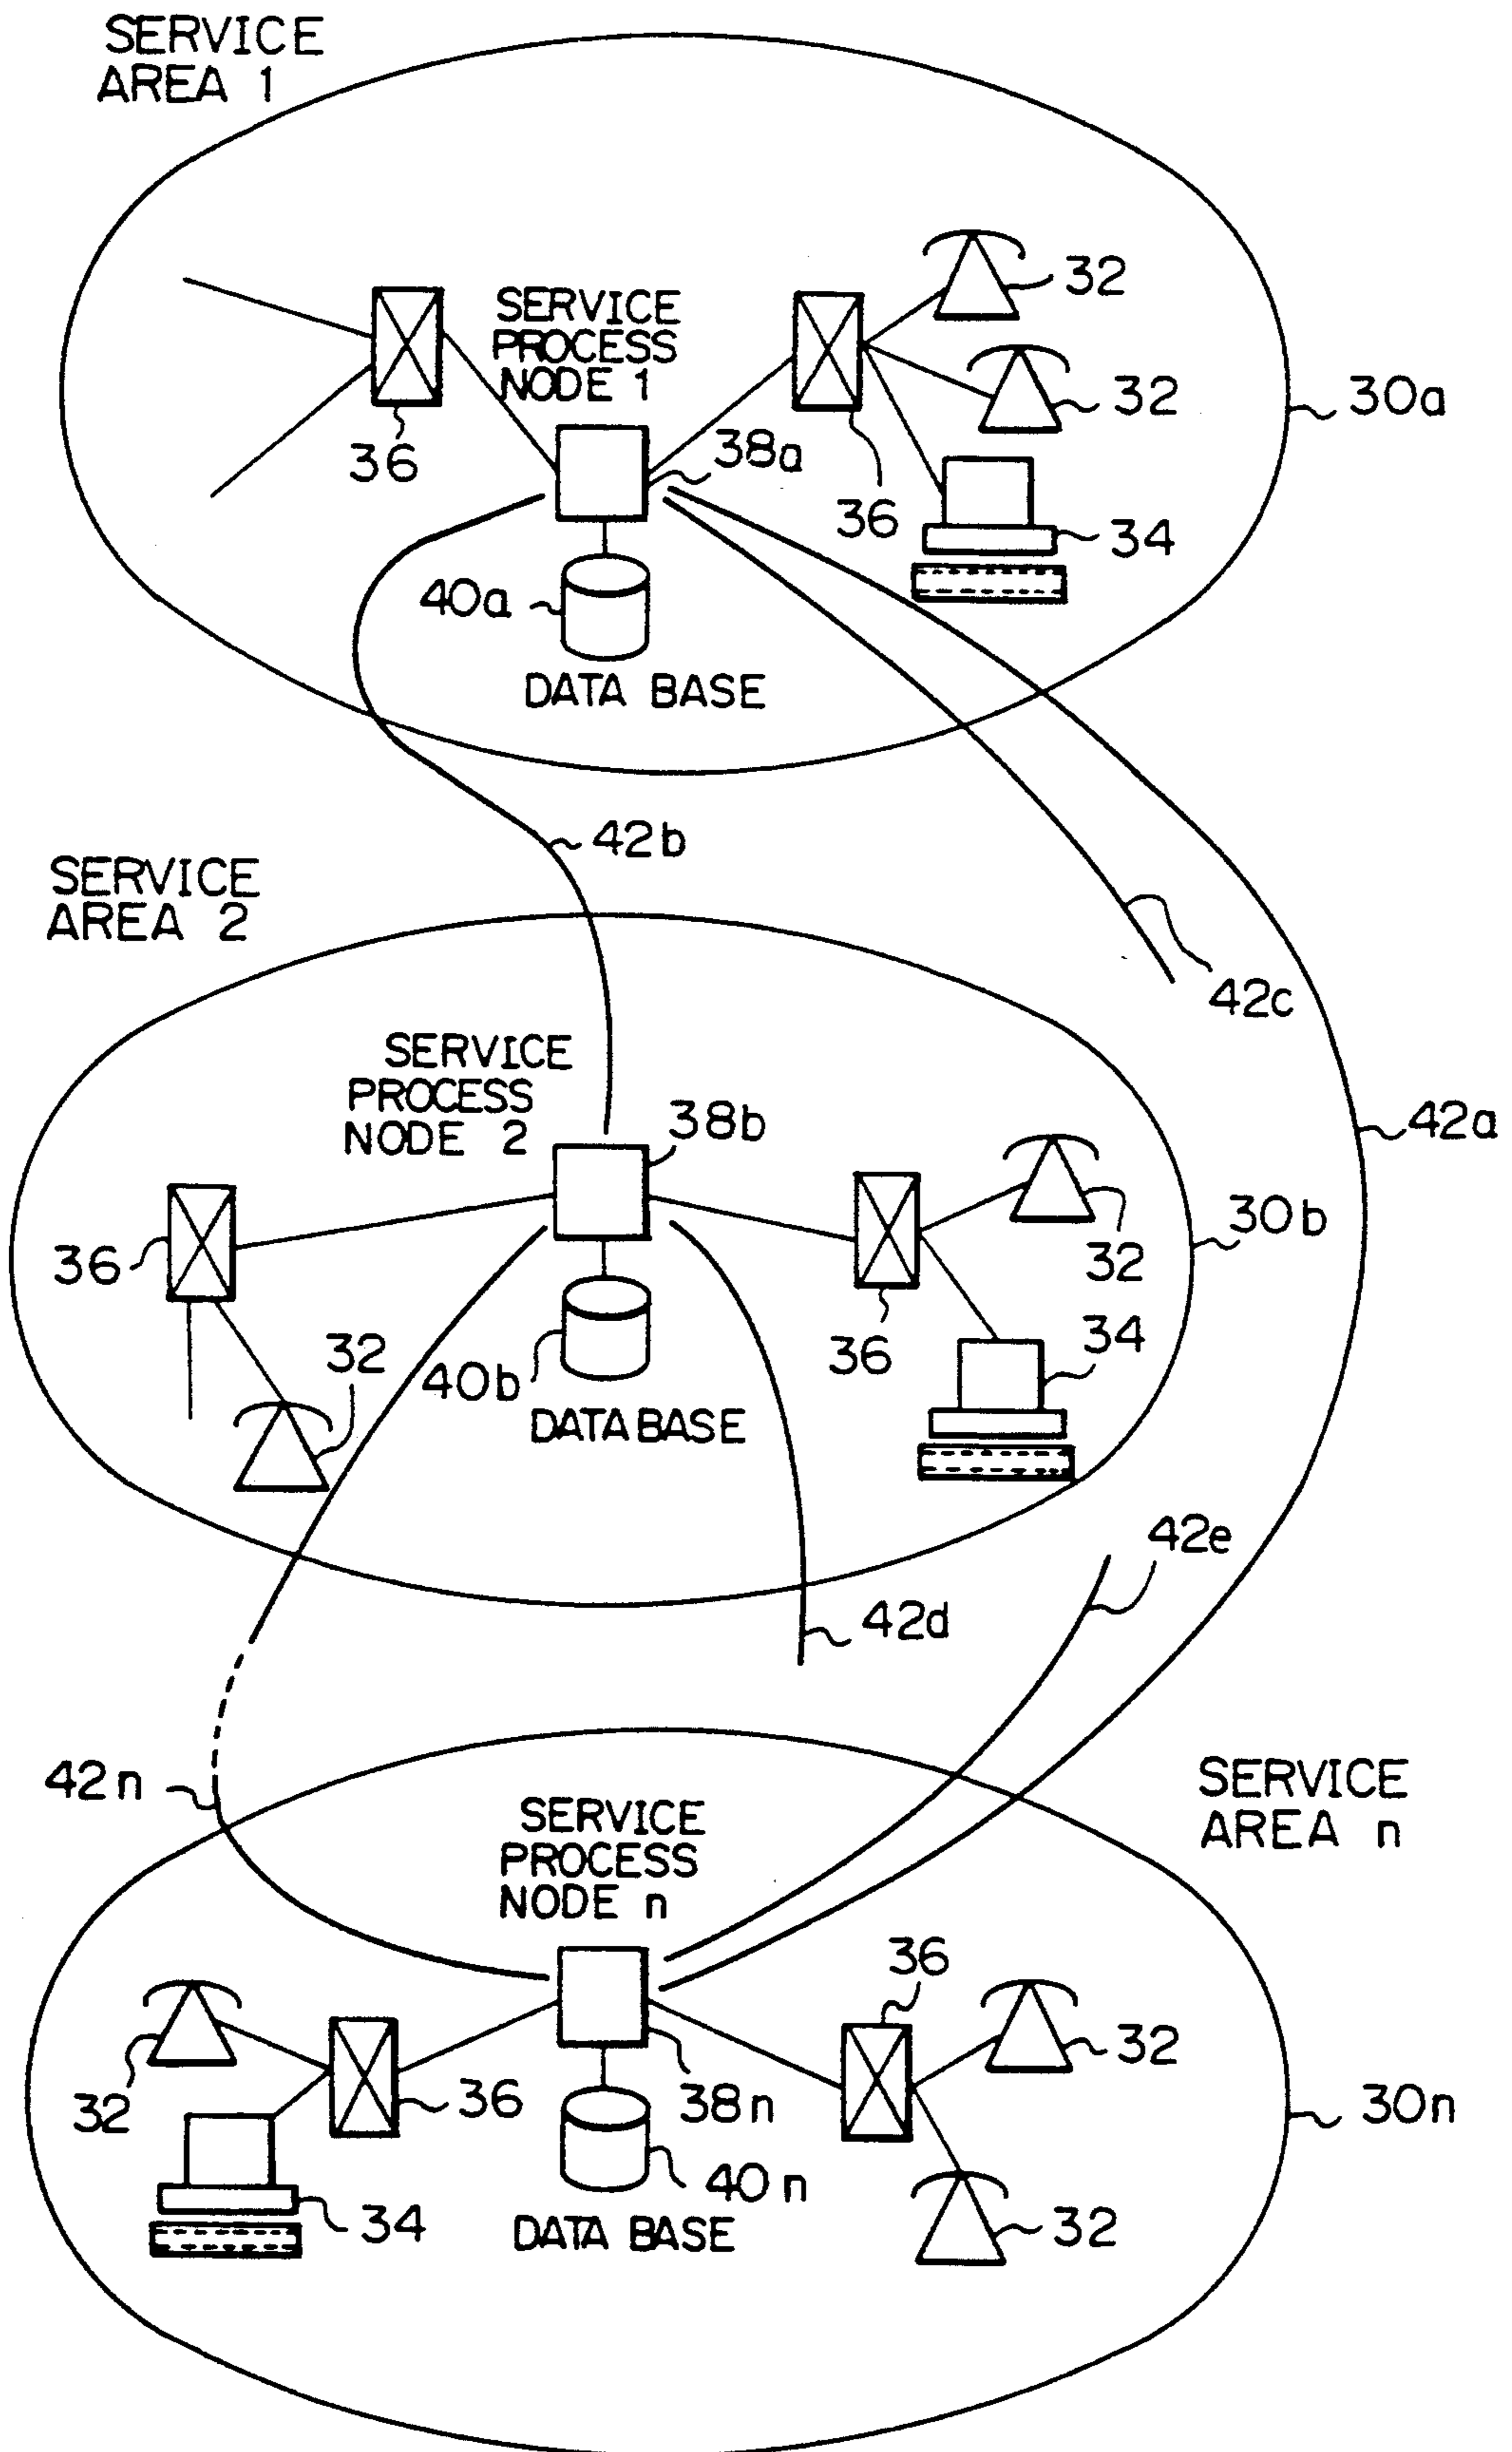 SERVICE
AREA 1
32
SERVICE
PROCESS
NODE 1
32
30a
36
38a
36
34
40a
DATA BASE
42b
SERVICE
AREA 2
42c
SERVICE
PROCESS
NODE 2
38b
42a
30b
36
32
36
34
32
40b
DATABASE
42e
42d
42n
SERVICE
AREA n
SERVICE
PROCESS
NODE n
36
32
32
36
38n
30n
40n
34
DATA BASE
32